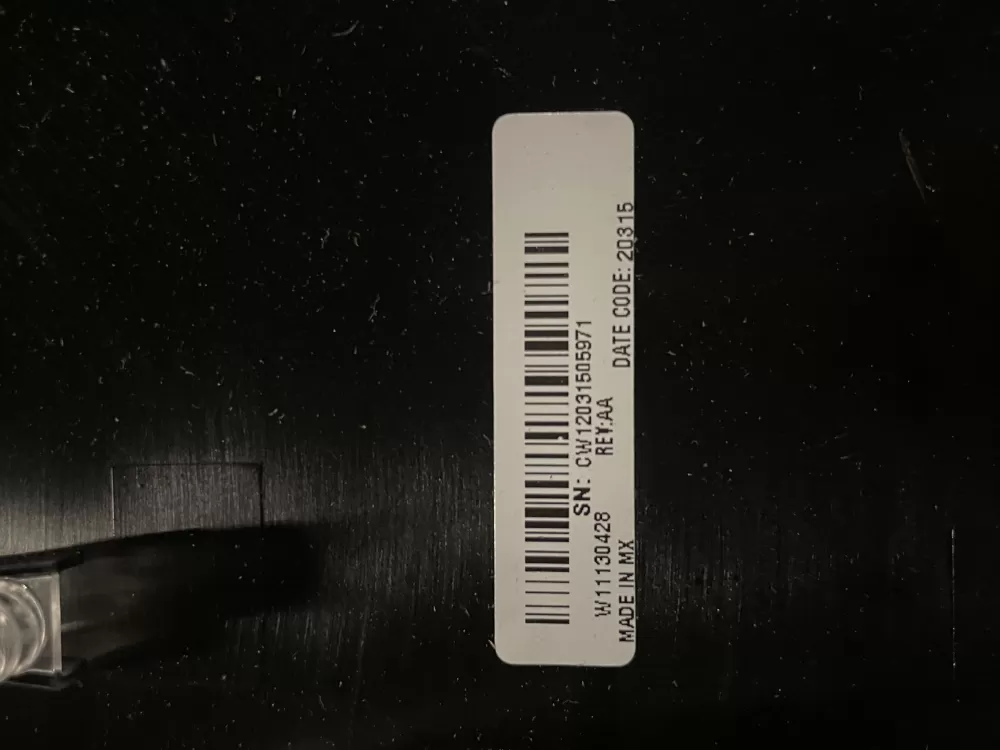 SN: CW12031505971
W11130428 REV:AA
MADE IN MX DATE CODE: 20315